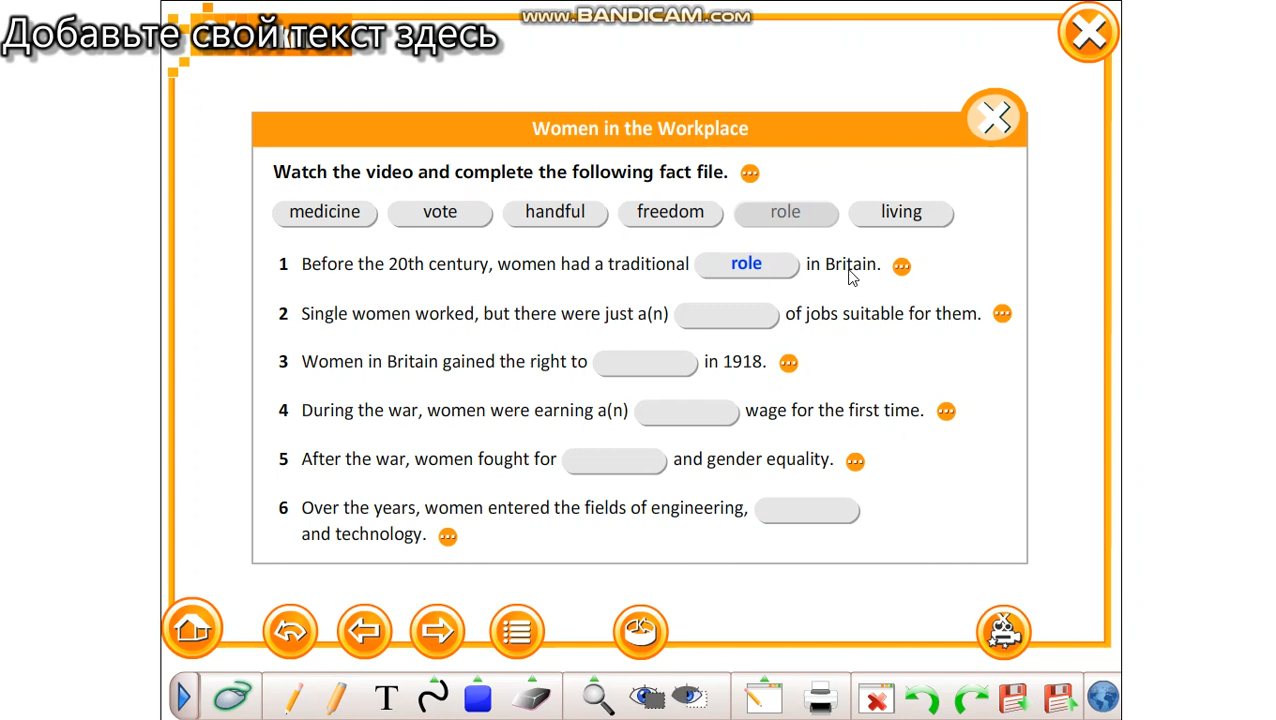 www.BANDICAM.com
Добавьте свой текст здесь
Women in the Workplace
Watch the video and complete the following fact file.
medicine vote handful freedom role living
1 Before the 20th century, women had a traditional role in Britain.
2 Single women worked, but there were just a(n) of jobs suitable for them.
3 Women in Britain gained the right to in 1918.
4 During the war, women were earning a(n) wage for the first time.
5 After the war, women fought for and gender equality.
6 Over the years, women entered the fields of engineering,
and technology.
T